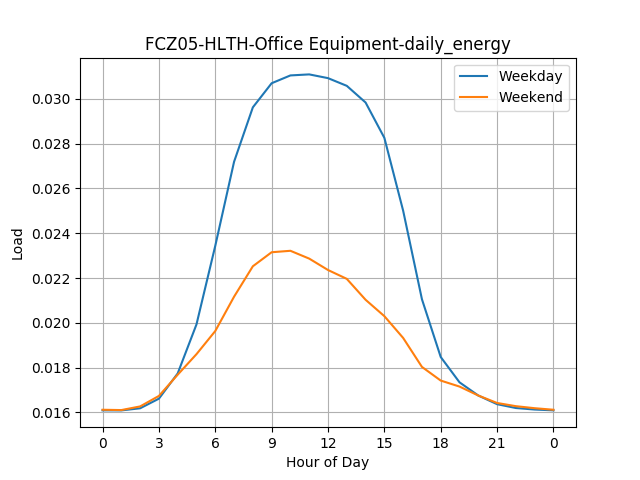 FCZ05-HLTH-Office Equipment-daily_energy
Weekday
Weekend
0.030
0.028
0.026
0.024
0.022
0.020
0.018
0.016
Load
0 3 6 9 12 15 18 21 0
Hour of Day